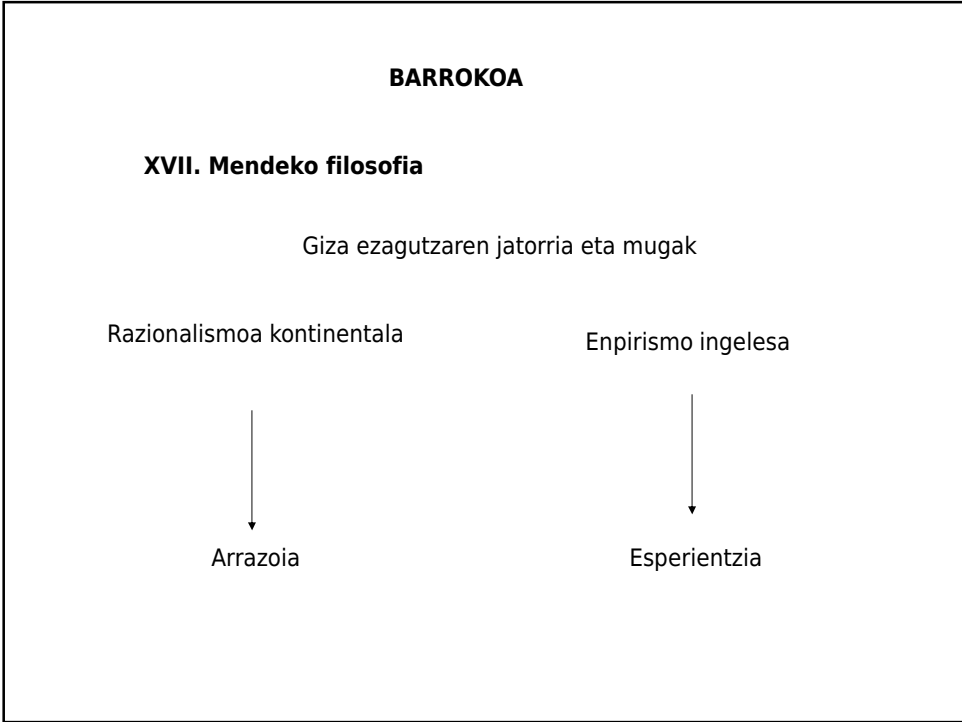 BARROKOA
XVII. Mendeko filosofia
Giza ezagutzaren jatorria eta mugak
Razionalismoa kontinentala
Enpirismo ingelesa
Arrazoia
Esperientzia